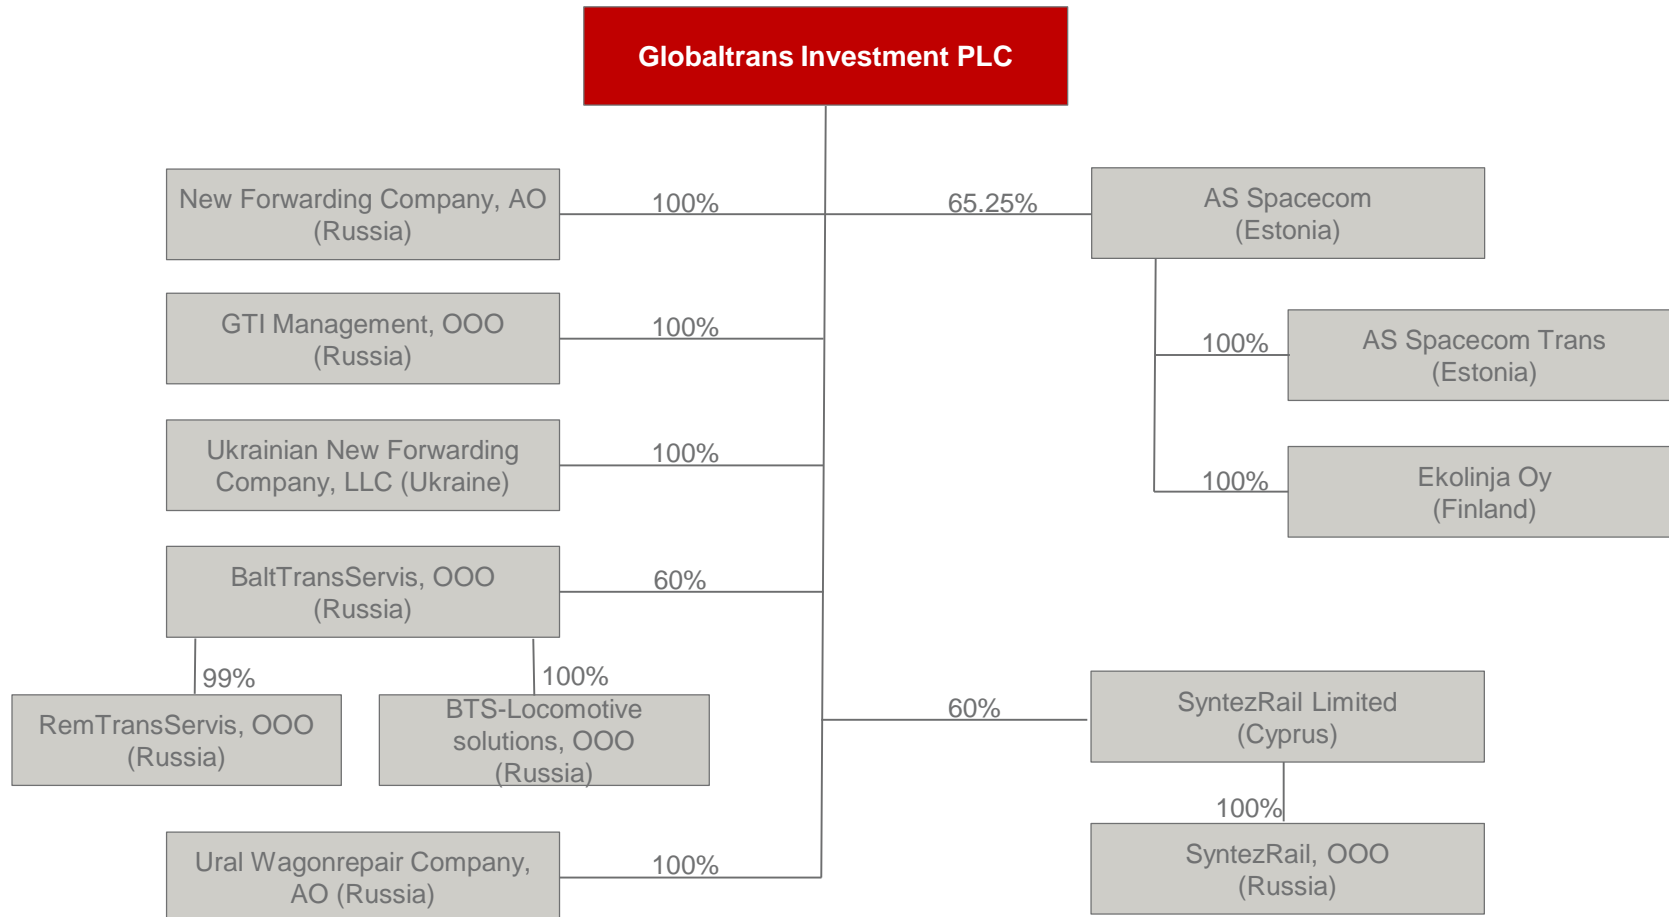 Globaltrans Investment PLC
New Forwarding Company, AO
(Russia)
100%
65.25%
AS Spacecom
(Estonia)
GTI Management, OOO
(Russia)
100%
100%
AS Spacecom Trans
(Estonia)
Ukrainian New Forwarding
Company, LLC (Ukraine)
100%
100%
Ekolinja Oy
(Finland)
BaltTransServis, OOO
(Russia)
60%
99%
100%
RemTransServis, OOO
(Russia)
BTS-Locomotive
solutions, OOO
(Russia)
60%
SyntezRail Limited
(Cyprus)
100%
Ural Wagonrepair Company,
AO (Russia)
100%
SyntezRail, OOO
(Russia)